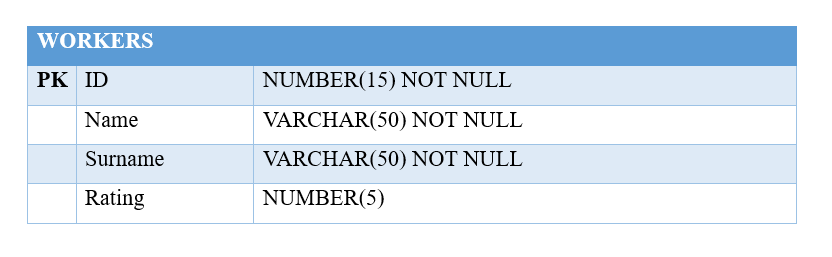 WORKERS
PK ID NUMBER(15) NOT NULL
Name VARCHAR(50) NOT NULL
Surname VARCHAR(50) NOT NULL
Rating NUMBER(5)